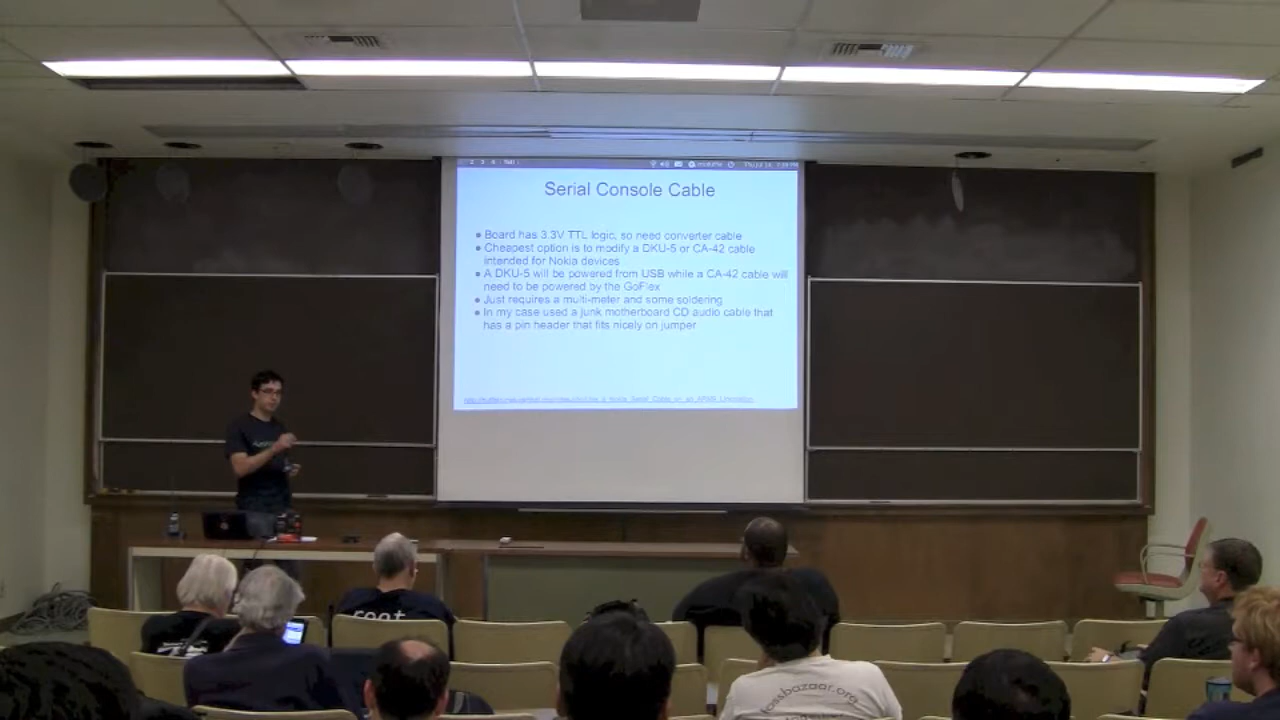 Serial Console Cable
Board has 3.3V TTL logic, so need converter cable
Cheapest option is to modify a DKU-5 or CA-42 cable
intended for Nokia devices
A DKU-5 will be powered from USB while a CA-42 cable will
need to be powered by the GoFlex
Just requires a multi-meter and some soldering
In my case used a junk motherboard CD audio cable that
has a pin header that fits nicely on jumper
root
fossbazaar.org